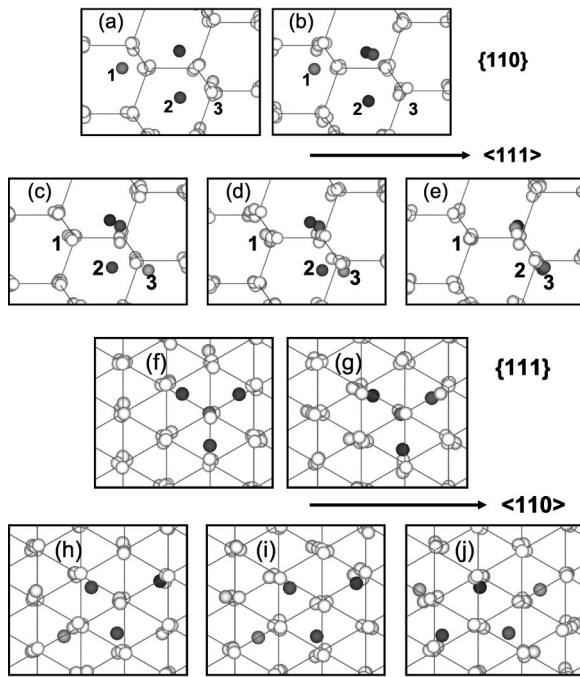 (a)
1
2
3
(b)
1
2
3
{110}
<111>
(c)
1
2
3
(d)
1
2
3
(e)
1
2
3
(f)
(g)
{111}
<110>
(h)
(i)
(j)